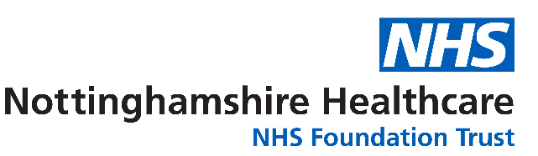 NHS
Nottinghamshire Healthcare
NHS Foundation Trust